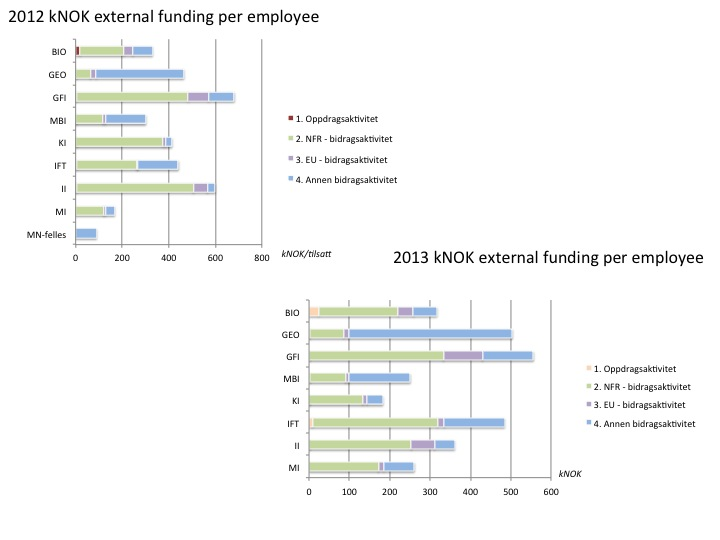 2012 kNOK external funding per employee
BIO
GEO
GFI
MBI
KI
IFT
II
MI
MN-felles
0 200 400 600 800
kNOK/tilsatt
1. Oppdragsaktivitet
2. NFR - bidragsaktivitet
3. EU - bidragsaktivitet
4. Annen bidragsaktivitet
2013 kNOK external funding per employee
BIO
GEO
GFI
MBI
KI
IFT
II
MI
0 100 200 300 400 500 600
kNOK
1. Oppdragsaktivitet
2. NFR - bidragsaktivitet
3. EU - bidragsaktivitet
4. Annen bidragsaktivitet